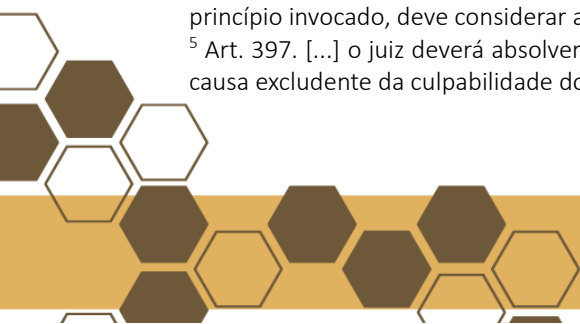 princípio invocado, deve considerar a
⁵ Art. 397. [...] o juiz deverá absolver
causa excludente da culpabilidade do